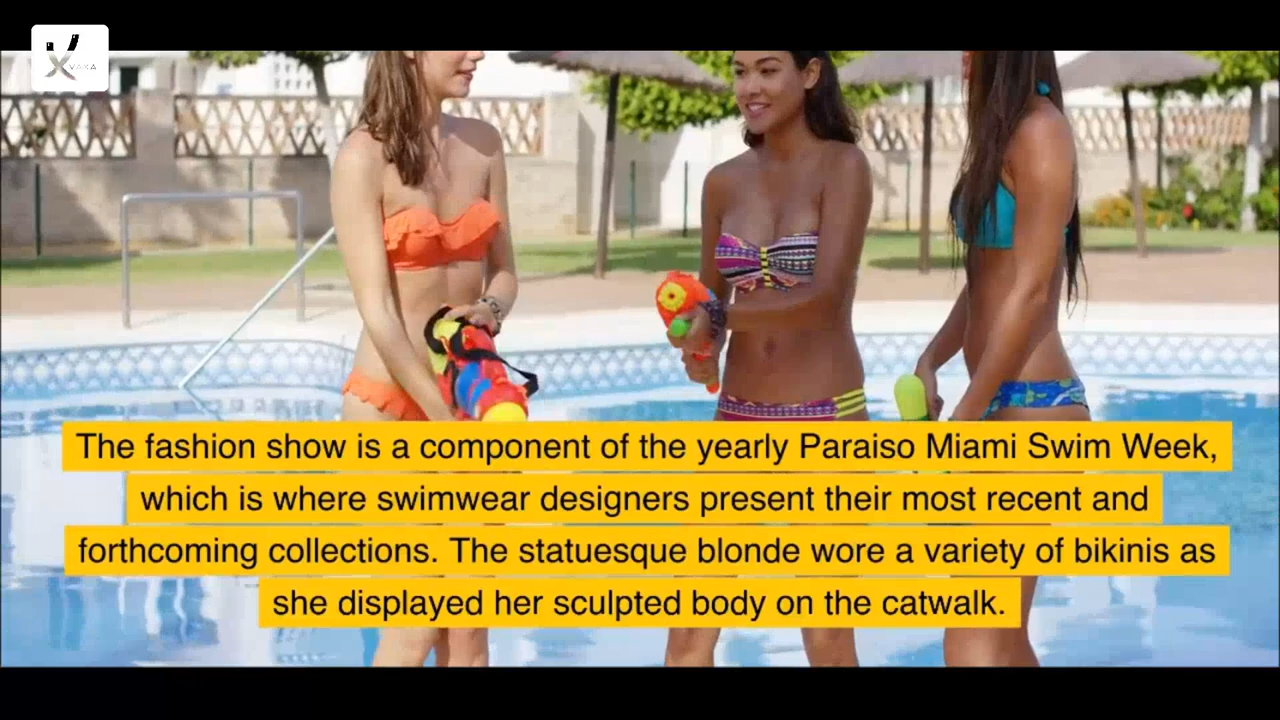 VAXA
The fashion show is a component of the yearly Paraiso Miami Swim Week,
which is where swimwear designers present their most recent and
forthcoming collections. The statuesque blonde wore a variety of bikinis as
she displayed her sculpted body on the catwalk.